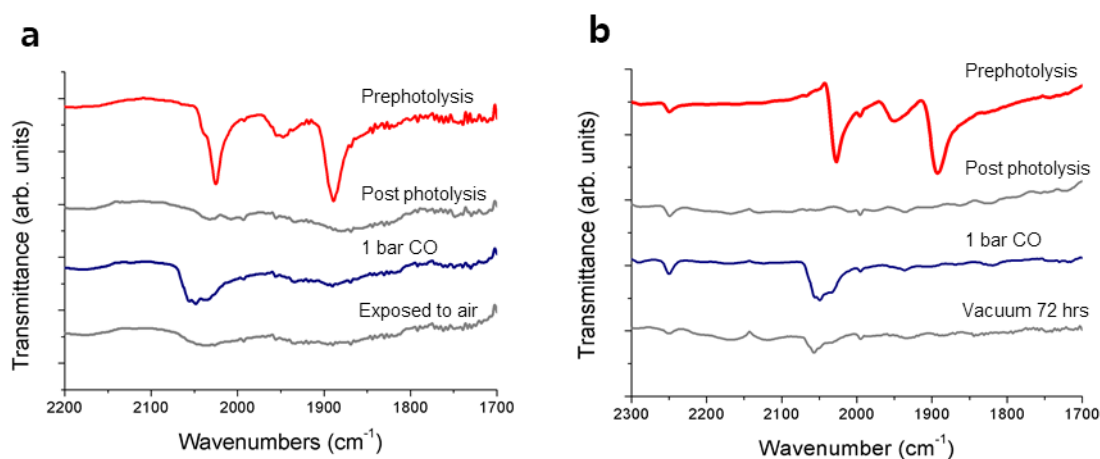 a
Transmittance (arb. units)
Prephotolysis
Post photolysis
1 bar CO
Exposed to air
2200 2100 2000 1900 1800 1700
Wavenumbers (cm⁻¹)
b
Transmittance (arb. units)
Prephotolysis
Post photolysis
1 bar CO
Vacuum 72 hrs
2300 2200 2100 2000 1900 1800 1700
Wavenumber (cm⁻¹)